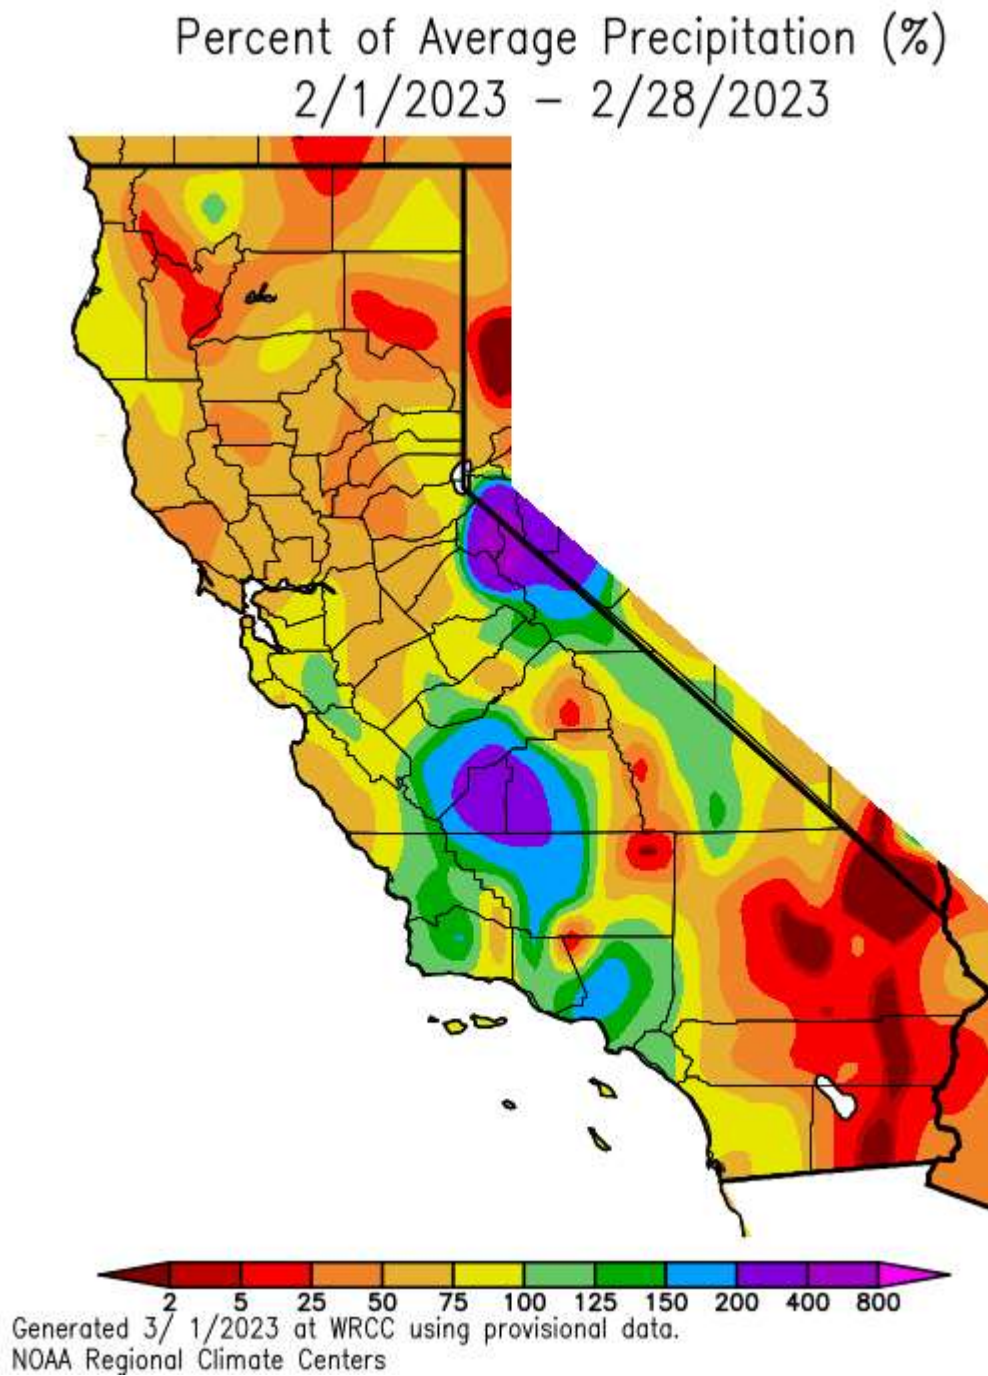 Percent of Average Precipitation (%)
2/1/2023 - 2/28/2023
2 5 25 50 75 100 125 150 200 400 800
Generated 3/ 1/2023 at WRCC using provisional data.
NOAA Regional Climate Centers